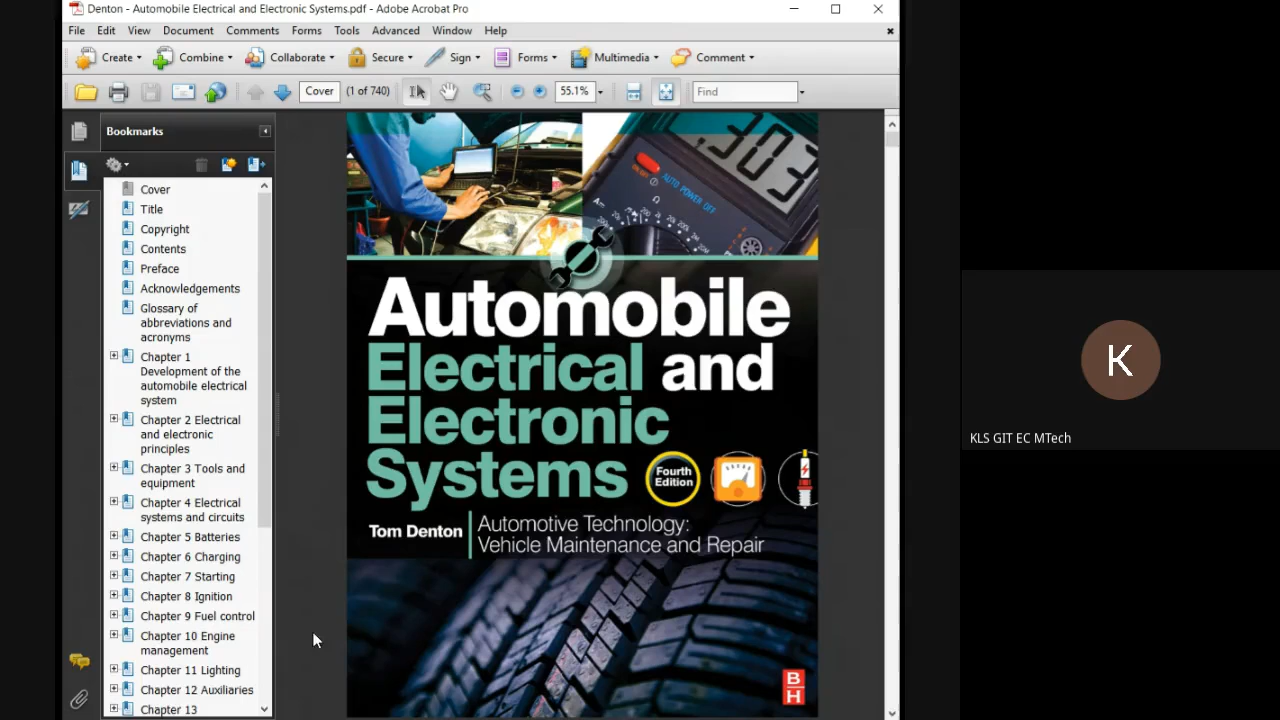 Denton - Automobile Electrical and Electronic Systems.pdf - Adobe Acrobat Pro
File Edit View Document Comments Forms Tools Advanced Window Help
Create Combine Collaborate Secure Sign Forms Multimedia Comment
Cover (1 of 740) 55.1% Find
Bookmarks
Cover
Title
Copyright
Contents
Preface
Acknowledgements
Glossary of
abbreviations and
acronyms
Chapter 1
Development of the
automobile electrical
system
Chapter 2 Electrical
and electronic
principles
Chapter 3 Tools and
equipment
Chapter 4 Electrical
systems and circuits
Chapter 5 Batteries
Chapter 6 Charging
Chapter 7 Starting
Chapter 8 Ignition
Chapter 9 Fuel control
Chapter 10 Engine
management
Chapter 11 Lighting
Chapter 12 Auxiliaries
Chapter 13
.303
AUTO POWER OFF
Automobile
Electrical and
Electronic
Systems
Fourth
Edition
Tom Denton
Automotive Technology:
Vehicle Maintenance and Repair
B
H
K
KLS GIT EC MTech